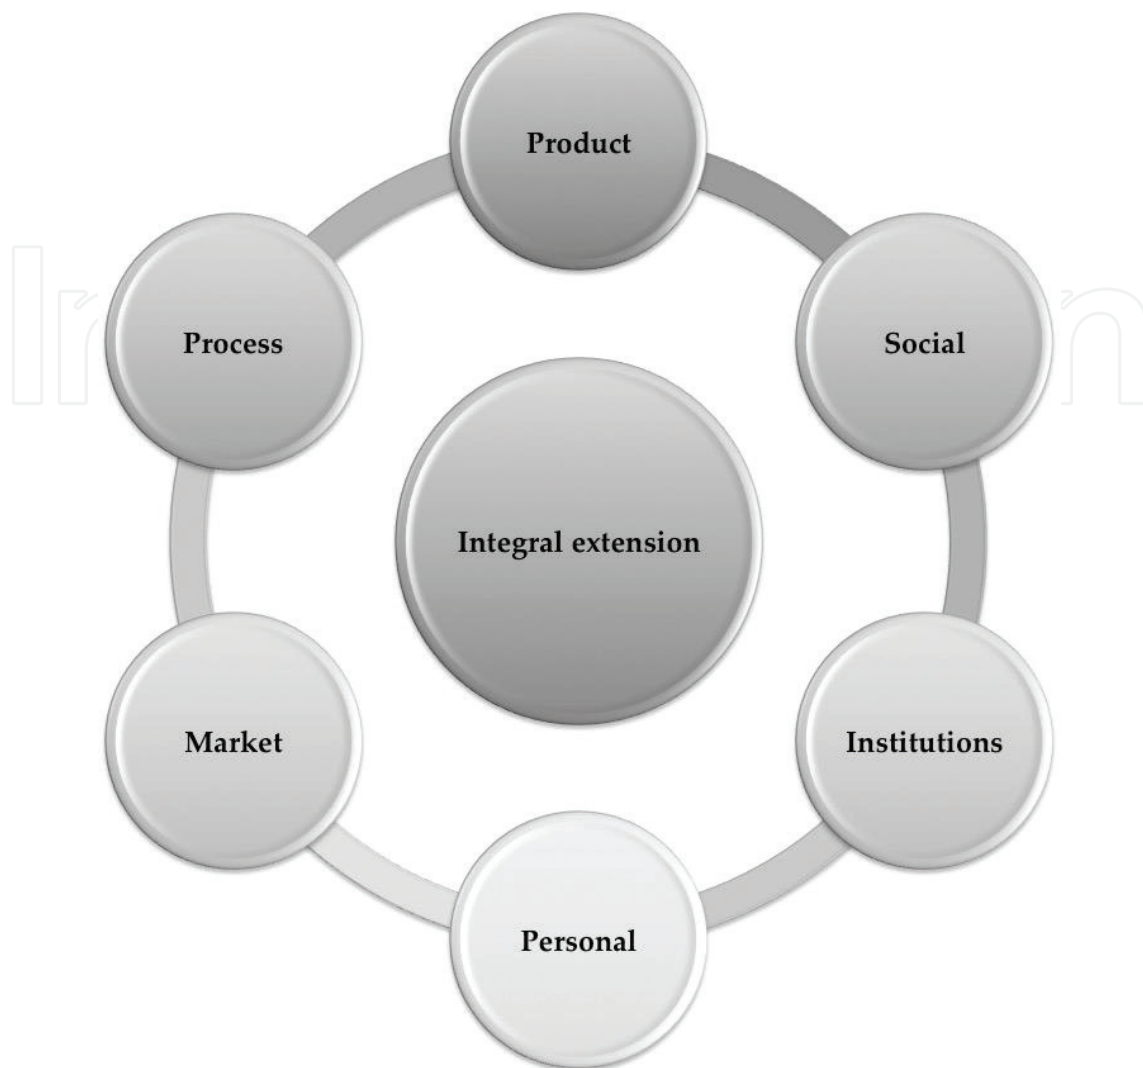 Product
Process
Social
Integral extension
Market
Institutions
Personal